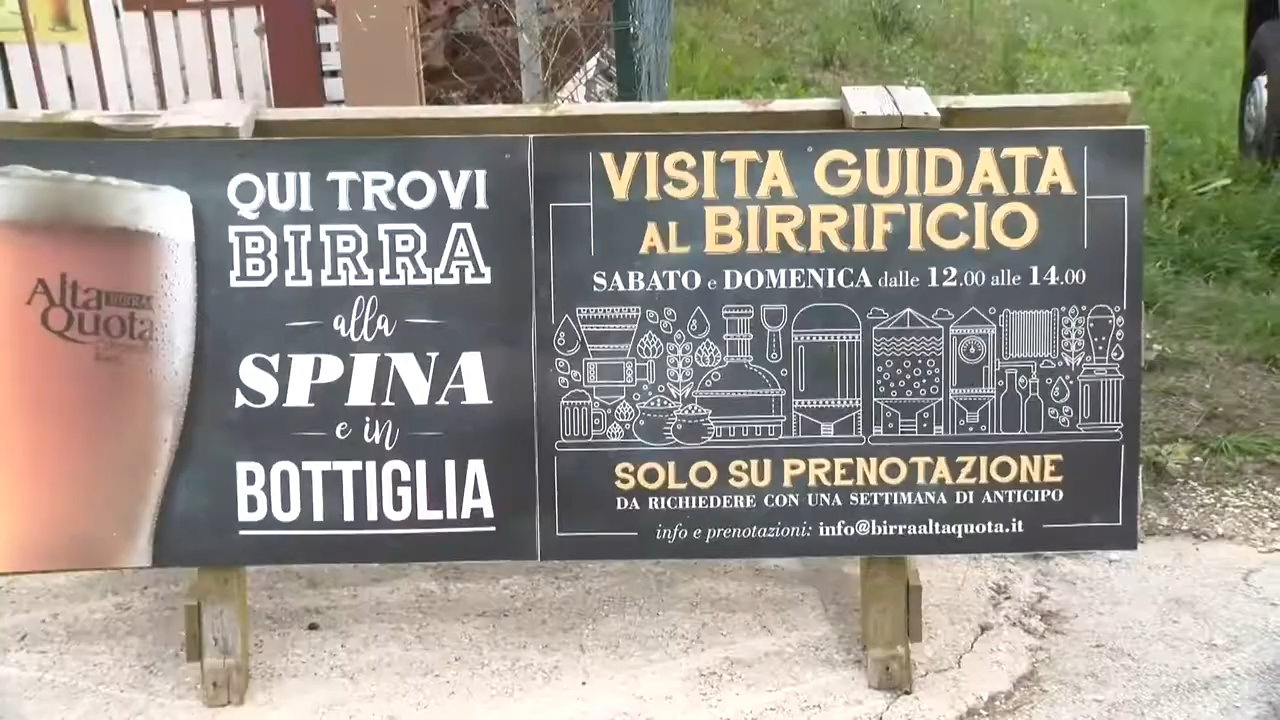 Alta BIRRA
Quota
QUI TROVI
BIRRA
alla
SPINA
e in
BOTTIGLIA
VISITA GUIDATA
AL BIRRIFICIO
SABATO e DOMENICA dalle 12.00 alle 14.00
SOLO SU PRENOTAZIONE
DA RICHIEDERE CON UNA SETTIMANA DI ANTICIPO
info e prenotazioni: info@birraaltaquota.it